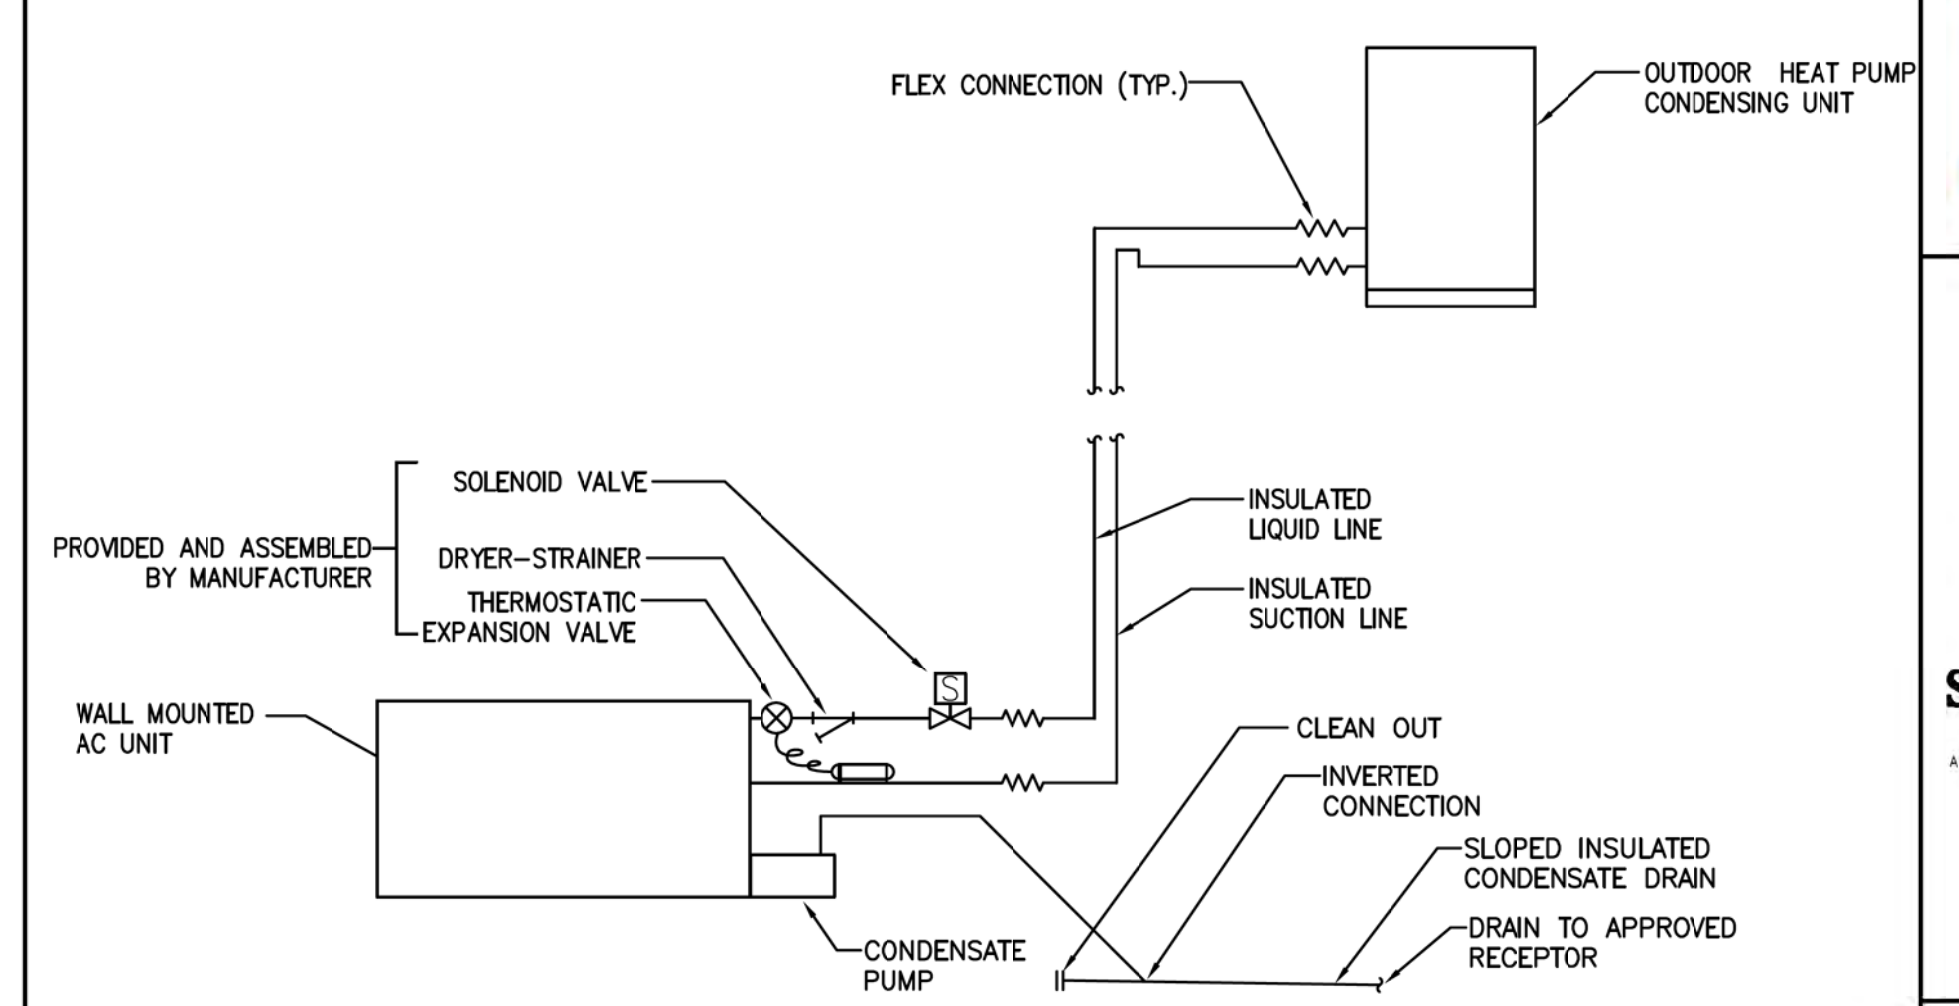 FLEX CONNECTION (TYP.)
OUTDOOR HEAT PUMP
CONDENSING UNIT
SOLENOID VALVE
PROVIDED AND ASSEMBLED
BY MANUFACTURER
DRYER-STRAINER
THERMOSTATIC
EXPANSION VALVE
INSULATED
LIQUID LINE
INSULATED
SUCTION LINE
S
WALL MOUNTED
AC UNIT
CLEAN OUT
INVERTED
CONNECTION
SLOPED INSULATED
CONDENSATE DRAIN
DRAIN TO APPROVED
RECEPTOR
CONDENSATE
PUMP
S
A